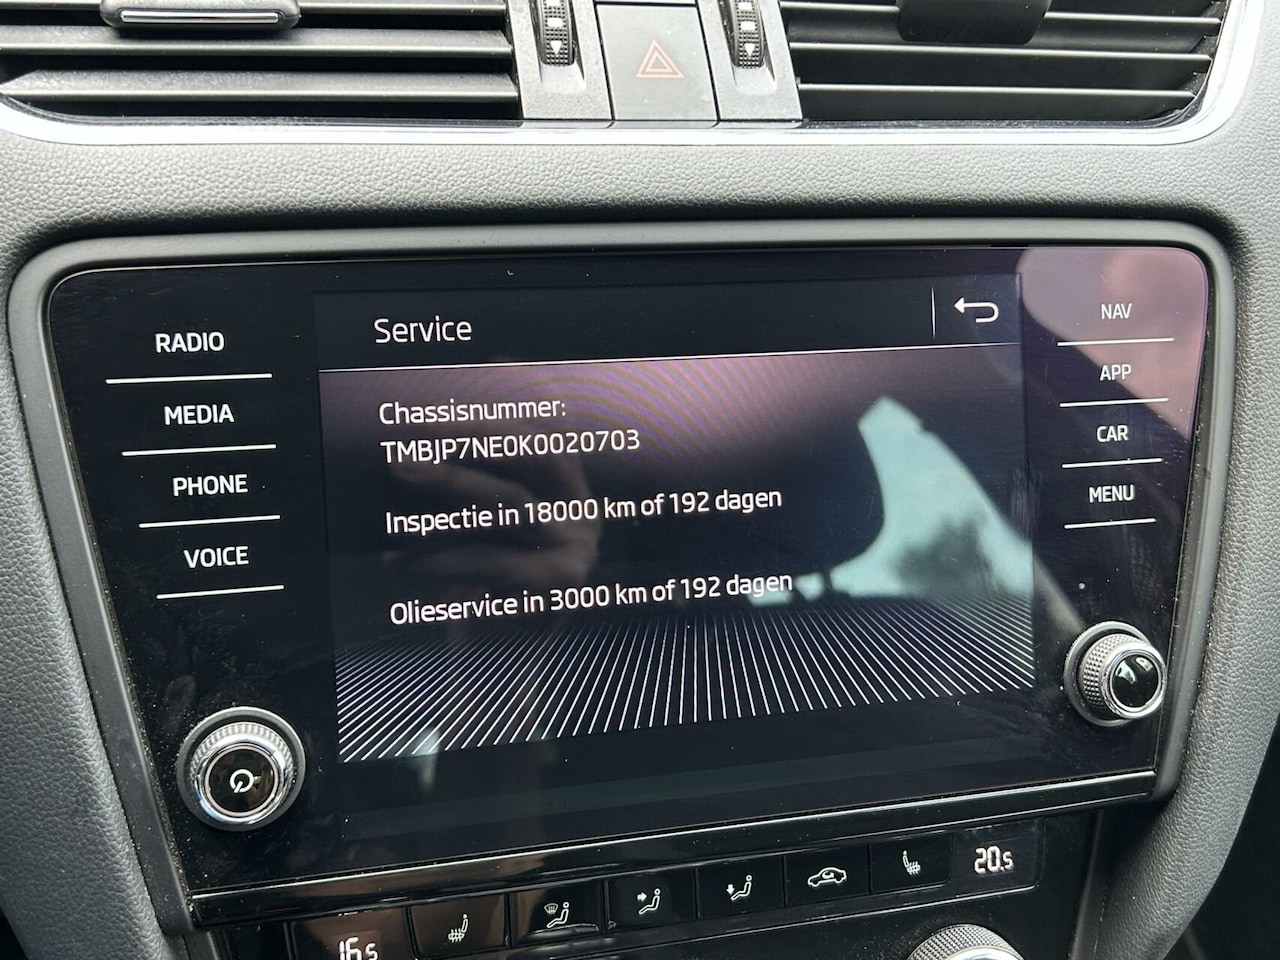 Service
RADIO
MEDIA
PHONE
VOICE
Chassisnummer:
TMBJP7NE0K0020703
Inspectie in 18000 km of 192 dagen
Olieservice in 3000 km of 192 dagen
NAV
APP
CAR
MENU
16.5
20.5